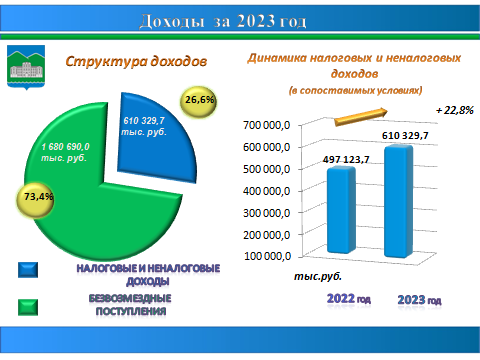 Доходы за 2023 год
Структура доходов
26,6%
610 329,7
тыс. руб.
1 680 690,0
тыс. руб.
73,4%
НАЛОГОВЫЕ И НЕНАЛОГОВЫЕ
ДОХОДЫ
БЕЗВОЗМЕЗДНЫЕ
ПОСТУПЛЕНИЯ
Динамика налоговых и неналоговых
доходов
(в сопоставимых условиях)
+ 22,8%
700 000,0
600 000,0
500 000,0
400 000,0
300 000,0
200 000,0
100 000,0
497 123,7
610 329,7
тыс.руб.
2022 год
2023 год